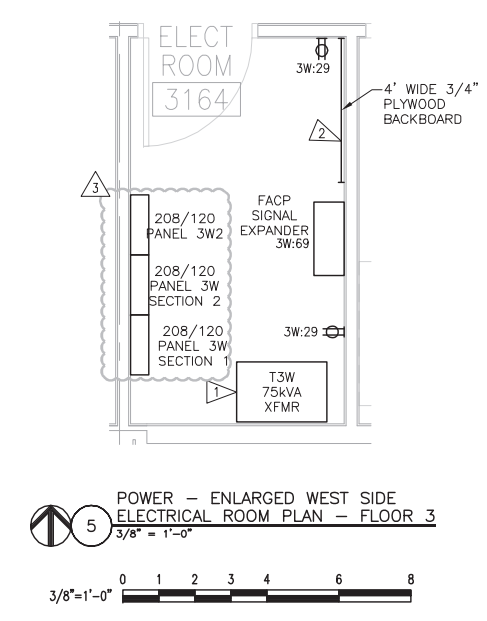 ELECT
ROOM
3164
3W:29
4' WIDE 3/4"
PLYWOOD
BACKBOARD
2
3
208/120
PANEL 3W2
FACP
SIGNAL
EXPANDER
3W:69
208/120
PANEL 3W
SECTION 2
208/120
PANEL 3W
SECTION 1
3W:29
1
T3W
75kVA
XFMR
5
POWER – ENLARGED WEST SIDE
ELECTRICAL ROOM PLAN – FLOOR 3
3/8" = 1'-0"
3/8"=1'-0"
0 1 2 3 4 6 8